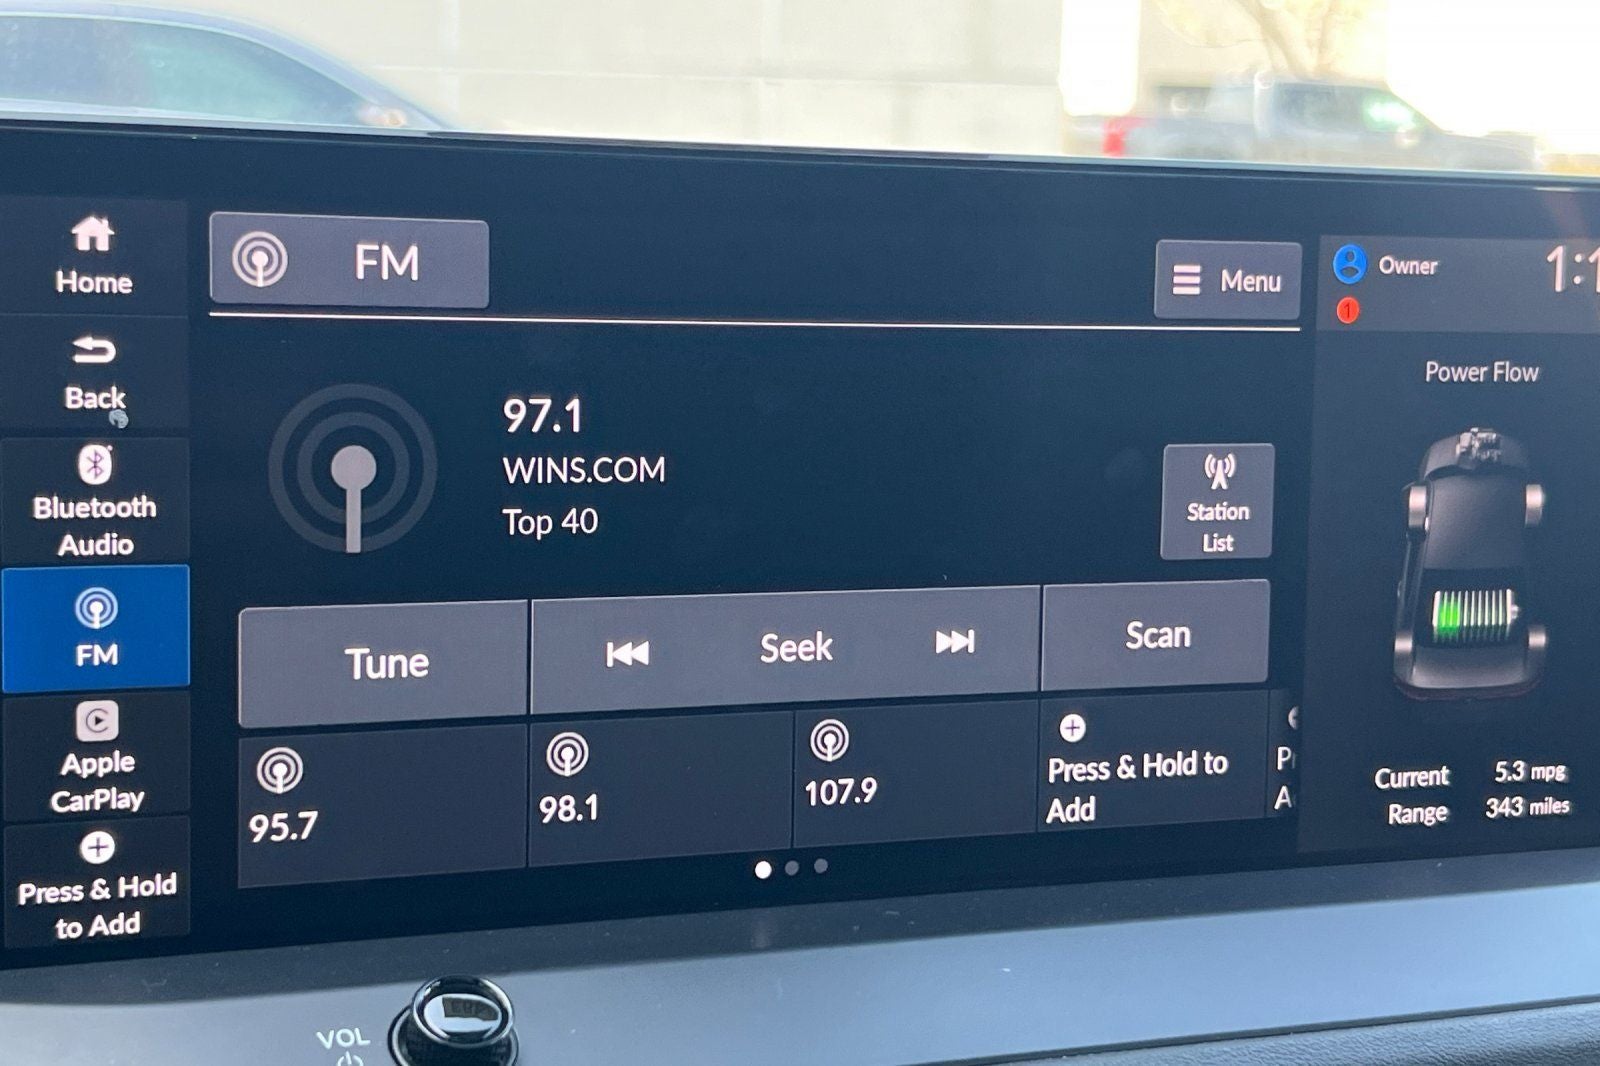 Home
Back
Bluetooth
Audio
FM
Apple
CarPlay
Press & Hold
to Add
FM
Menu
97.1
WINS.COM
Top 40
Station
List
Tune
Seek
Scan
95.7
98.1
107.9
Press & Hold to
Add
Owner
1
Power Flow
Current 5.3 mpg
Range 343 miles
VOL